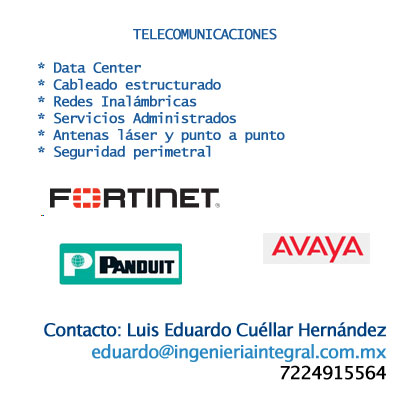 TELECOMUNICACIONES
* Data Center
* Cableado estructurado
* Redes Inalámbricas
* Servicios Administrados
* Antenas láser y punto a punto
* Seguridad perimetral
FORTINET®
AVAYA
P PANDUIT
Contacto: Luis Eduardo Cuéllar Hernández
eduardo@ingenieriaintegral.com.mx
7224915564